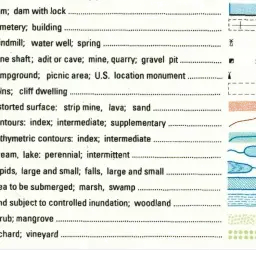 m; dam with lock
metery; building
ndmill; water well; spring
ne shaft; adit or cave; mine, quarry; gravel pit
mpground; picnic area; U.S. location monument
ins; cliff dwelling
storted surface: strip mine, lava; sand
ntours: index; intermediate; supplementary
thymetric contours: index; intermediate
ream, lake: perennial; intermittent
pids, large and small; falls, large and small
ea to be submerged; marsh, swamp
nd subject to controlled inundation; woodland
rub; mangrove
chard; vineyard